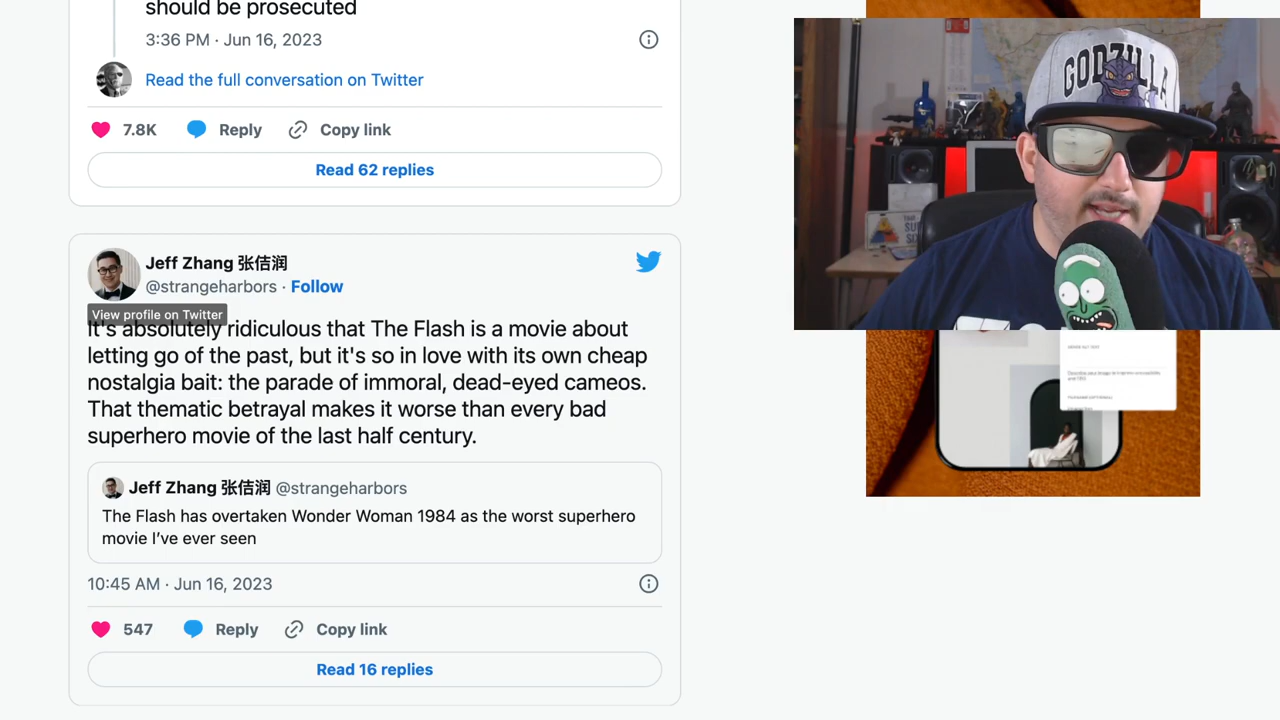 should be prosecuted
3:36 PM · Jun 16, 2023
Read the full conversation on Twitter
7.8K Reply Copy link
Read 62 replies
Jeff Zhang 张佶润
@strangeharbors · Follow
View profile on Twitter
It's absolutely ridiculous that The Flash is a movie about
letting go of the past, but it's so in love with its own cheap
nostalgia bait: the parade of immoral, dead-eyed cameos.
That thematic betrayal makes it worse than every bad
superhero movie of the last half century.
Jeff Zhang 张佶润 @strangeharbors
The Flash has overtaken Wonder Woman 1984 as the worst superhero
movie I've ever seen
10:45 AM · Jun 16, 2023
547 Reply Copy link
Read 16 replies
GODZILLA